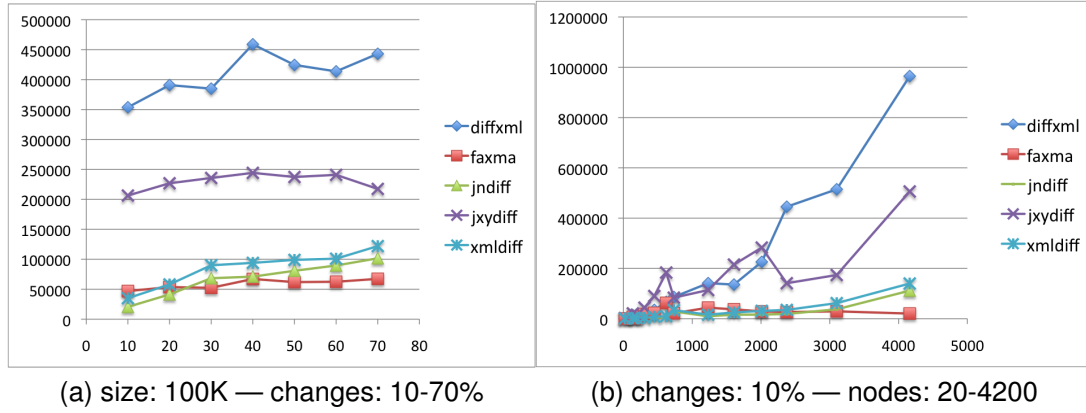 500000
450000
400000
350000
300000
250000
200000
150000
100000
50000
0
0 10 20 30 40 50 60 70 80
diffxml
faxma
jndiff
jxydiff
xmldiff
(a) size: 100K — changes: 10-70%
1200000
1000000
800000
600000
400000
200000
0
0 1000 2000 3000 4000 5000
diffxml
faxma
jndiff
jxydiff
xmldiff
(b) changes: 10% — nodes: 20-4200